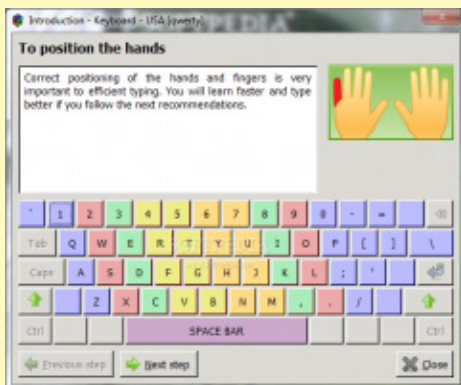 Introduction - Keyboard - USA [qwerty]
To position the hands
Correct positioning of the hands and fingers is very
important to efficient typing. You will learn faster and type
better if you follow the next recommendations.
` 1 2 3 4 5 6 7 8 9 0 - =
Tab Q W E R T Y U I O P [ ] \
Caps A S D F G H J K L ; '
Z X C V B N M , . /
Ctrl SPACE BAR Ctrl
Previous step Next step Close